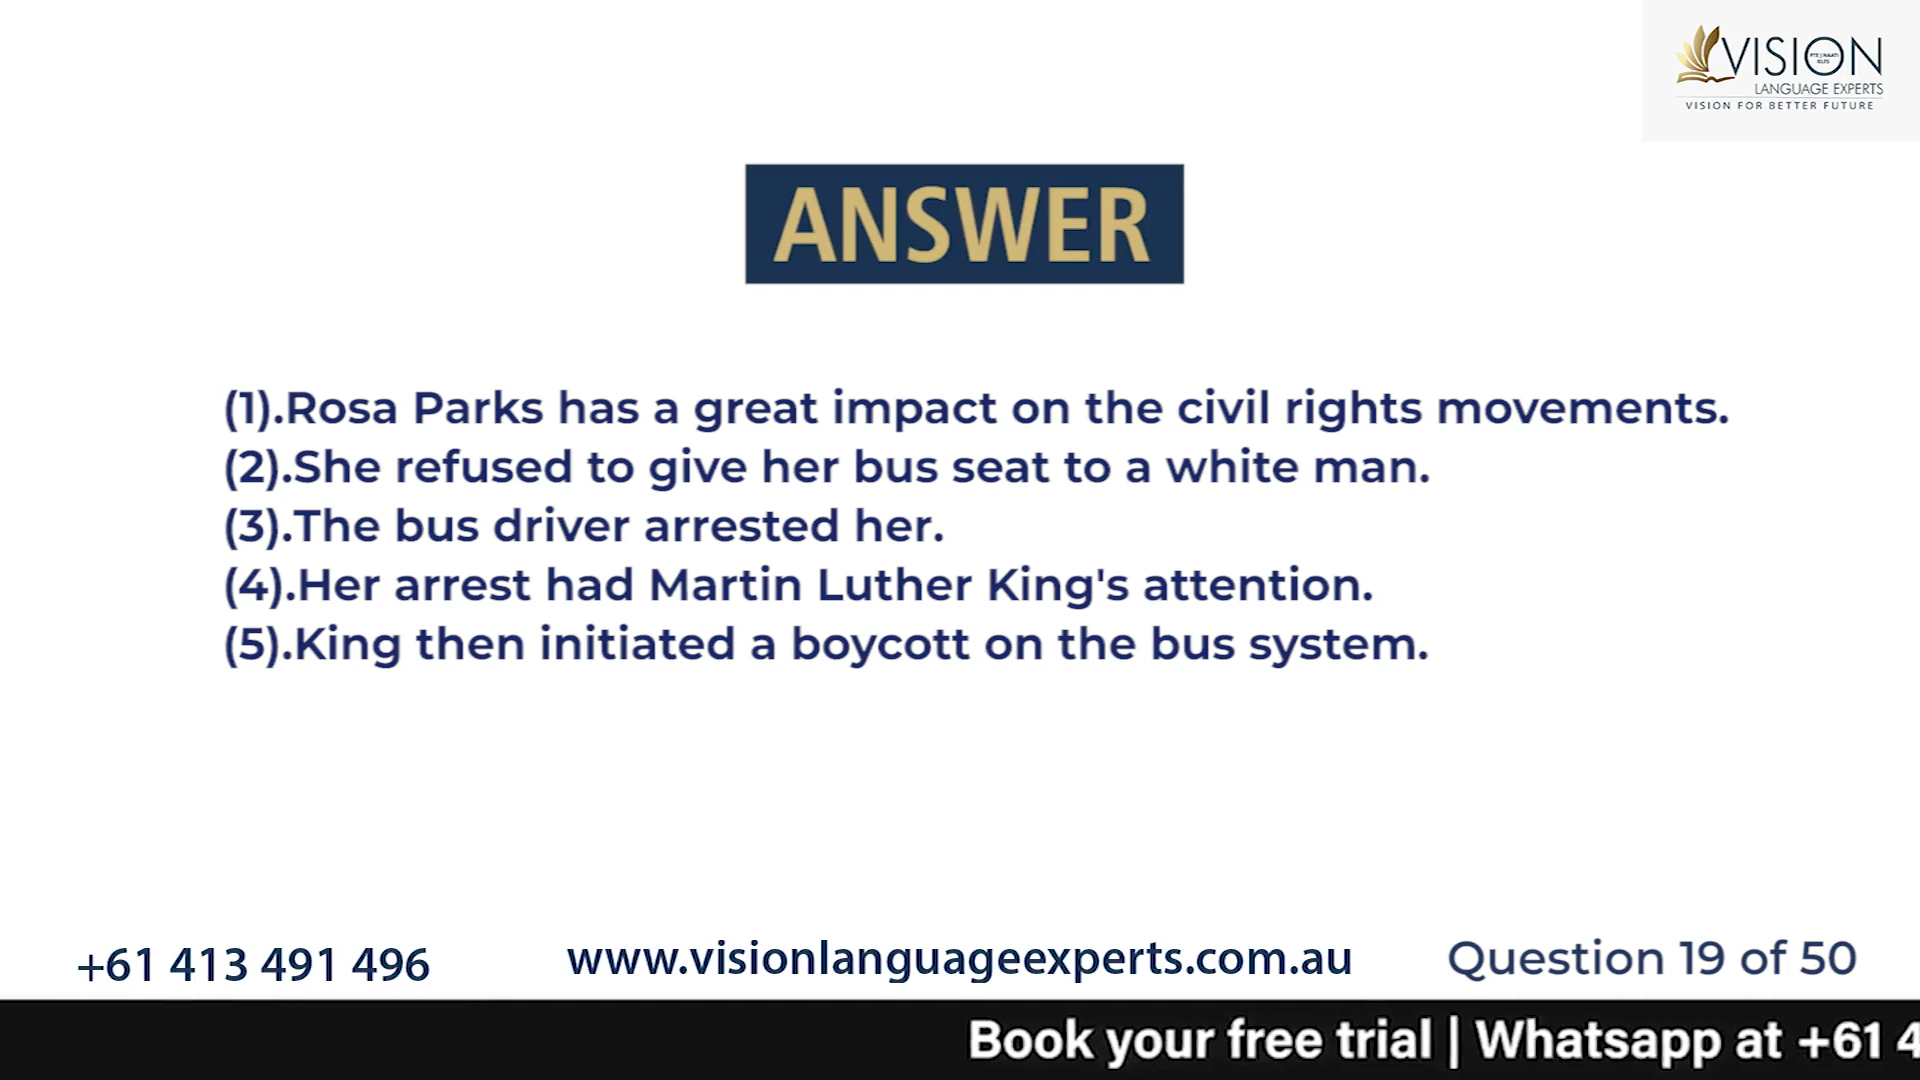 VISION
LANGUAGE EXPERTS
VISION FOR BETTER FUTURE
ANSWER
(1).Rosa Parks has a great impact on the civil rights movements.
(2).She refused to give her bus seat to a white man.
(3).The bus driver arrested her.
(4).Her arrest had Martin Luther King's attention.
(5).King then initiated a boycott on the bus system.
+61 413 491 496
www.visionlanguageexperts.com.au
Question 19 of 50
Book your free trial | Whatsapp at +61 4